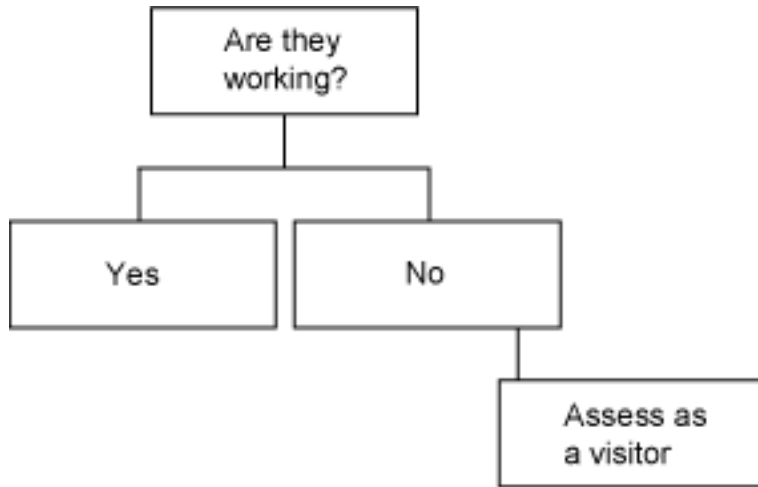 Are they
working?
Yes
No
Assess as
a visitor